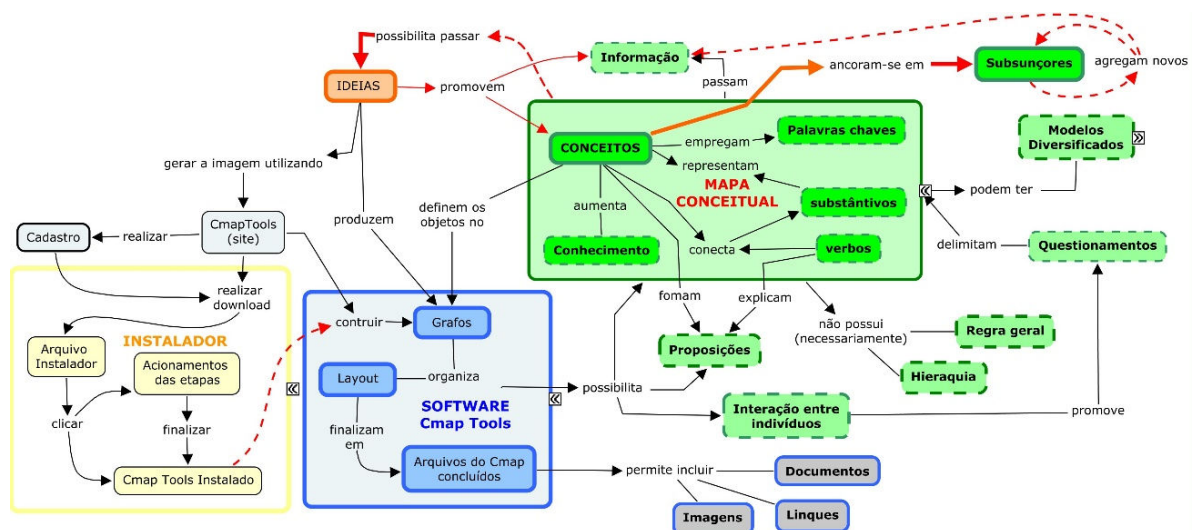 possibilita passar
Informação
ancoram-se em
Subsunçores
agregam novos
IDEIAS
promovem
passam
CONCEITOS
empregam
Palavras chaves
Modelos
Diversificados
gerar a imagem utilizando
representam
MAPA
CONCEITUAL
podem ter
produzem
definem os
objetos no
aumenta
substântivos
Cadastro
realizar
CmapTools
(site)
Conhecimento
conecta
verbos
delimitam
Questionamentos
realizar
download
fomam
explicam
contruir
Grafos
não possui
(necessariamente)
Regra geral
INSTALADOR
Arquivo
Instalador
Acionamentos
das etapas
Proposições
Hieraquia
Layout
organiza
possibilita
SOFTWARE
Cmap Tools
Interação entre
indivíduos
promove
clicar
finalizar
finalizam
em
Cmap Tools Instalado
Arquivos do Cmap
concluídos
permite incluir
Documentos
Imagens
Linques